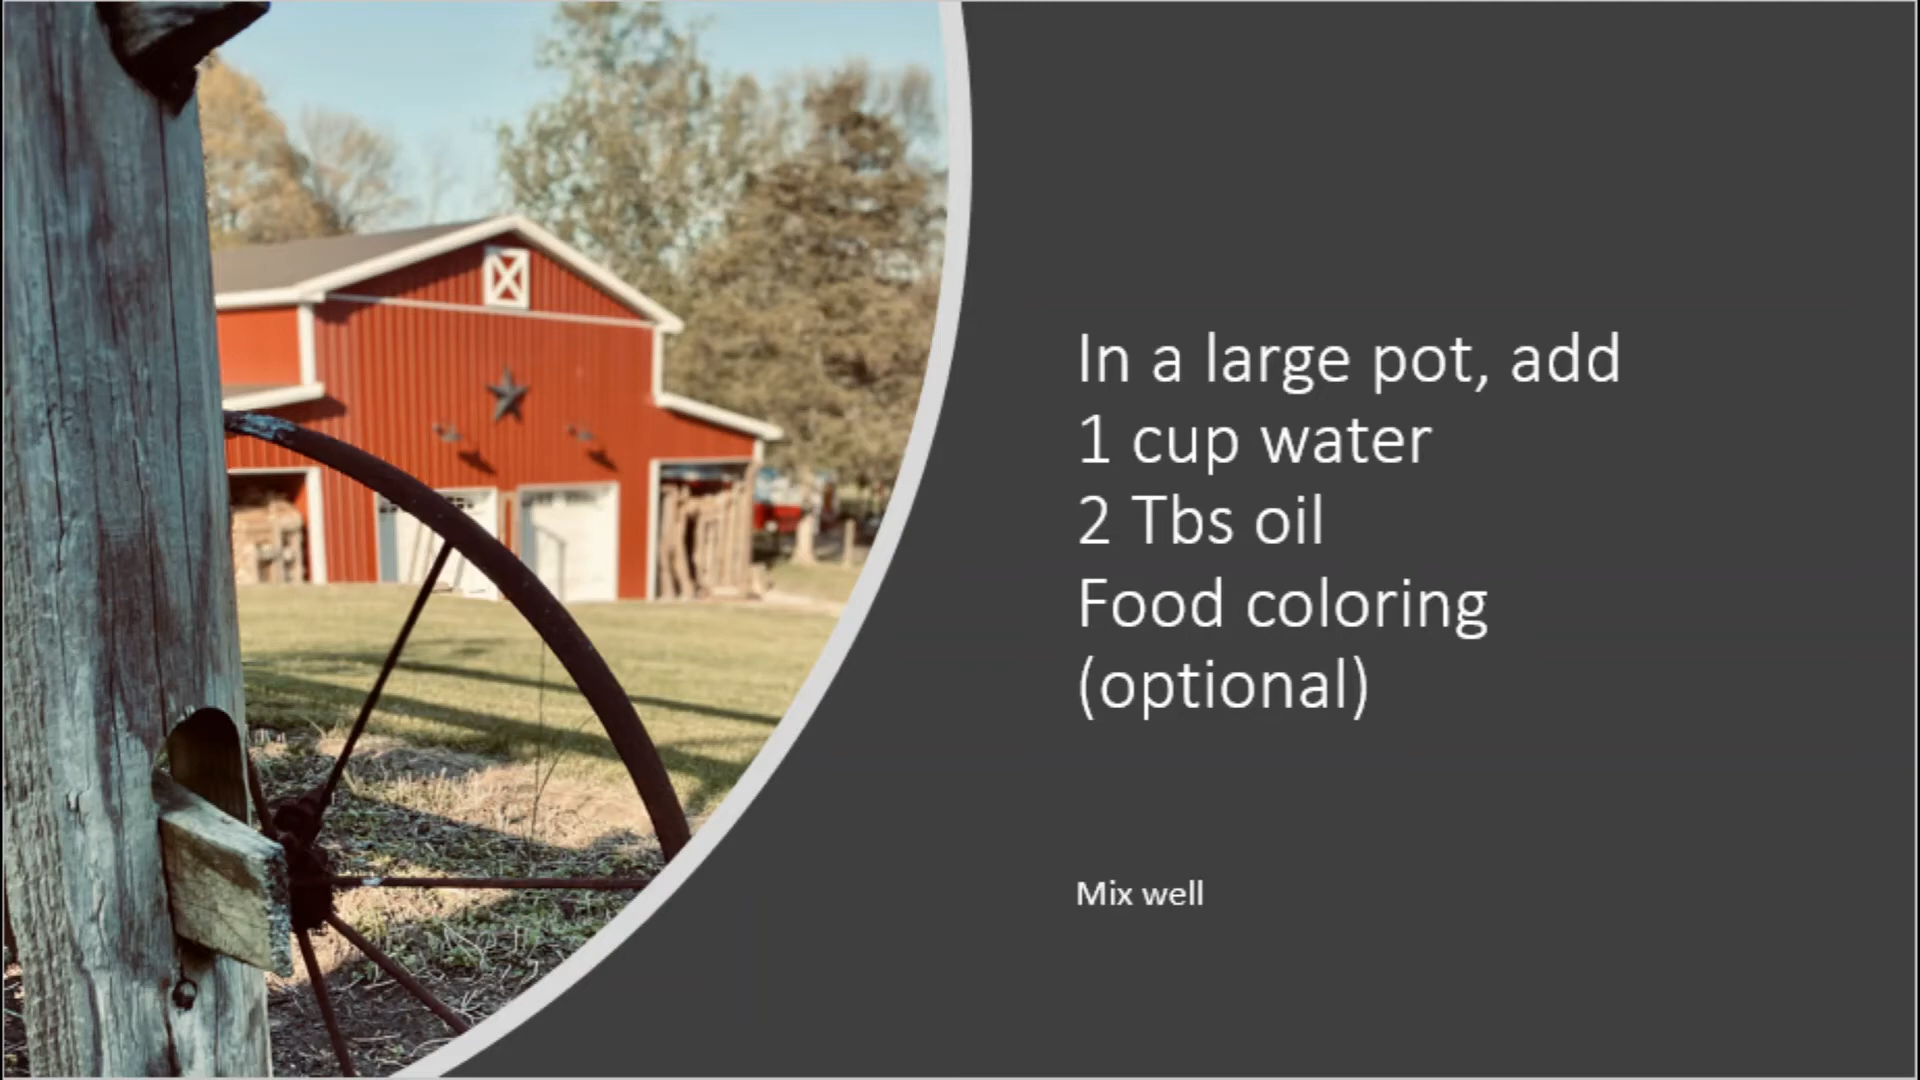 In a large pot, add
1 cup water
2 Tbs oil
Food coloring
(optional)
Mix well